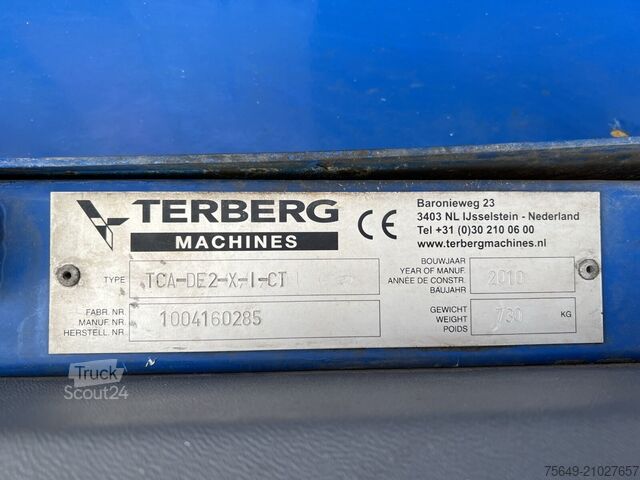 TERBERG
MACHINES
CE
Baronieweg 23
3403 NL IJsselstein - Nederland
Tel +31 (0)30 210 06 00
www.terbergmachines.nl
TYPE TCA-DE2-X-I-CT
BOUWJAAR
YEAR OF MANUF.
ANNÉE DE CONSTR.
BAUJAHR
2010
FABR. NR.
MANUF. NR.
HERSTELL. NR.
1004160285
GEWICHT
WEIGHT
POIDS
730 KG
Truck
Scout24
75649-21027657